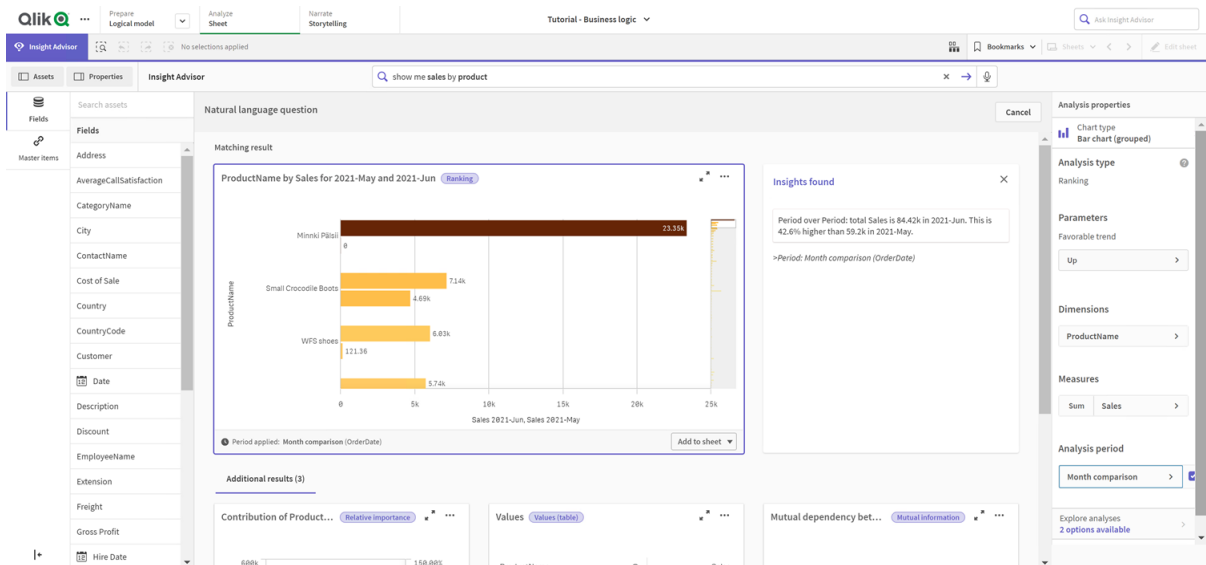 Qlik
Prepare
Logical model
Analyze
Sheet
Narrate
Storytelling
Tutorial - Business logic
Ask Insight Advisor
Insight Advisor
No selections applied
Bookmarks
Sheets
Edit sheet
Assets
Properties
Insight Advisor
show me sales by product
Fields
Master items
Search assets
Fields
Address
AverageCallSatisfaction
CategoryName
City
ContactName
Cost of Sale
Country
CountryCode
Customer
Date
Description
Discount
EmployeeName
Extension
Freight
Gross Profit
Hire Date
Natural language question
Cancel
Matching result
ProductName by Sales for 2021-May and 2021-Jun Ranking
ProductName
Minnki Pälsii
23.35k
0
Small Crocodile Boots
7.14k
4.69k
WFS shoes
6.03k
121.36
5.74k
0 5k 10k 15k 20k 25k
Sales 2021-Jun, Sales 2021-May
Period applied: Month comparison (OrderDate)
Add to sheet
Insights found
Period over Period: total Sales is 84.42k in 2021-Jun. This is
42.6% higher than 59.2k in 2021-May.
>Period: Month comparison (OrderDate)
Additional results (3)
Contribution of Product... Relative importance
600k 150.00%
Values Values (table)
Mutual dependency bet... Mutual information
Analysis properties
Chart type
Bar chart (grouped)
Analysis type
Ranking
Parameters
Favorable trend
Up
Dimensions
ProductName
Measures
Sum Sales
Analysis period
Month comparison
Explore analyses
2 options available